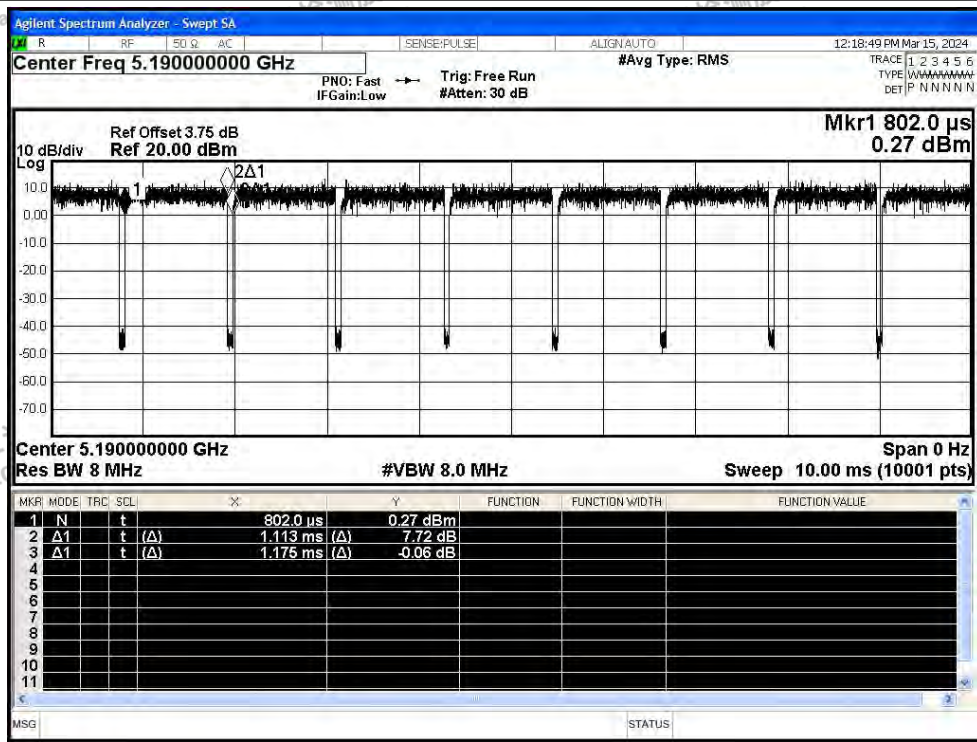 Agilent Spectrum Analyzer - Swept SA
R RF 50 Ω AC SENSE:PULSE ALIGN AUTO 12:18:49 PM Mar 15, 2024
Center Freq 5.190000000 GHz
PNO: Fast
IFGain:Low
Trig: Free Run
#Atten: 30 dB
#Avg Type: RMS
TRACE 1 2 3 4 5 6
TYPE
DET P N N N N N
Mkr1 802.0 µs
0.27 dBm
Ref Offset 3.75 dB
10 dB/div Ref 20.00 dBm
Log
2Δ1
1
10.0
0.00
-10.0
-20.0
-30.0
-40.0
-50.0
-60.0
-70.0
Center 5.190000000 GHz Span 0 Hz
Res BW 8 MHz #VBW 8.0 MHz Sweep 10.00 ms (10001 pts)
MKR MODE TRC SCL X Y FUNCTION FUNCTION WIDTH FUNCTION VALUE
1 N t 802.0 µs 0.27 dBm
2 Δ1 t (Δ) 1.113 ms (Δ) 7.72 dB
3 Δ1 t (Δ) 1.175 ms (Δ) -0.06 dB
4
5
6
7
8
9
10
11
MSG STATUS